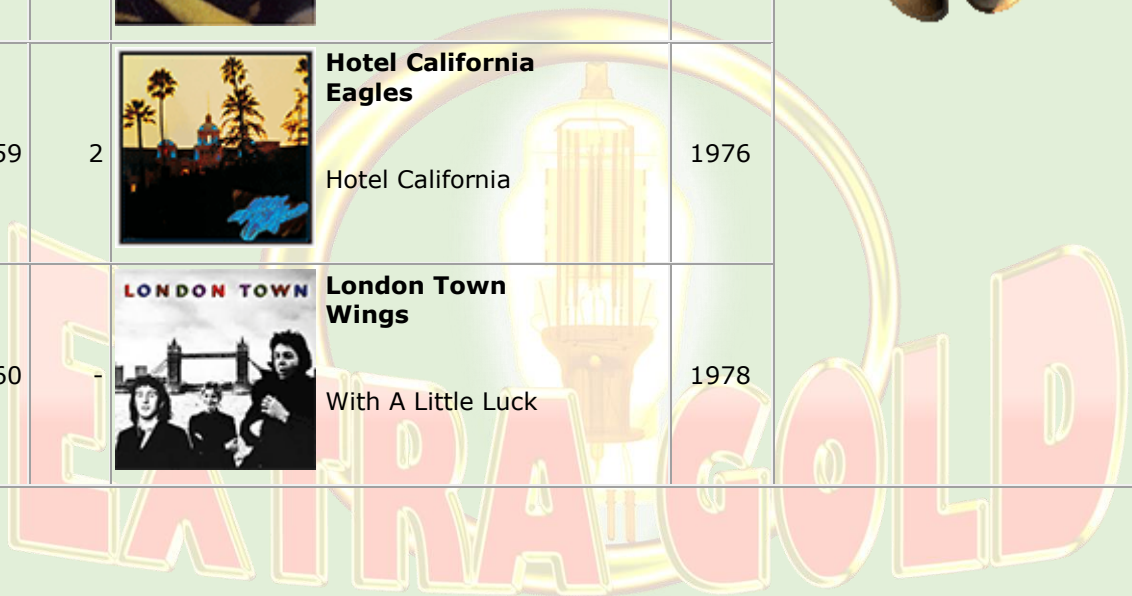 Hotel California
Eagles
59 2 Hotel California 1976
LONDON TOWN
London Town
Wings
60 - With A Little Luck 1978
EXTRA GOLD